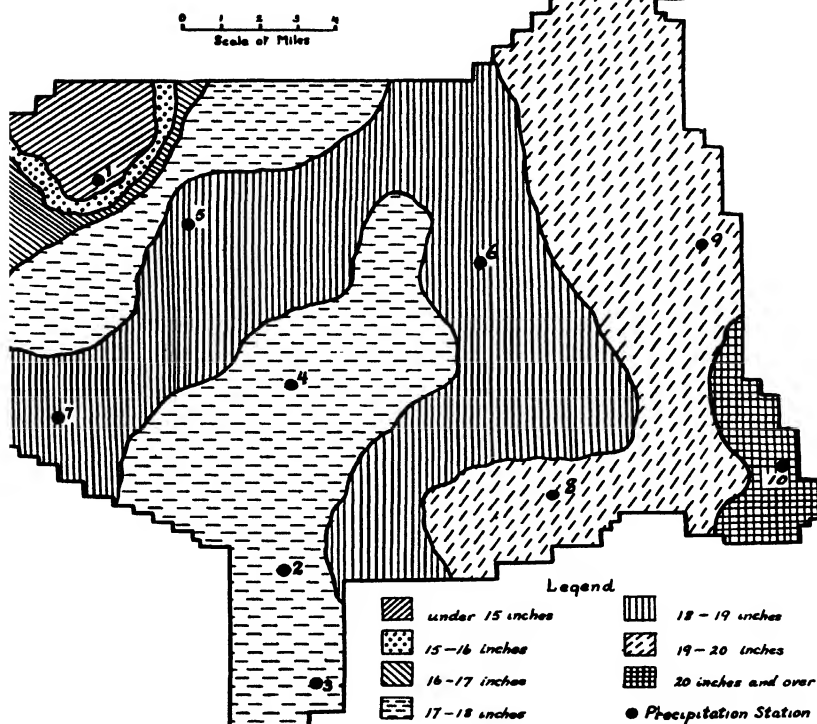 0 1 2 3 4
Scale of Miles
1
5
9
6
4
7
10
8
2
3
Legend
under 15 inches
18-19 inches
15-16 inches
19-20 inches
16-17 inches
20 inches and over
17-18 inches
Precipitation Station